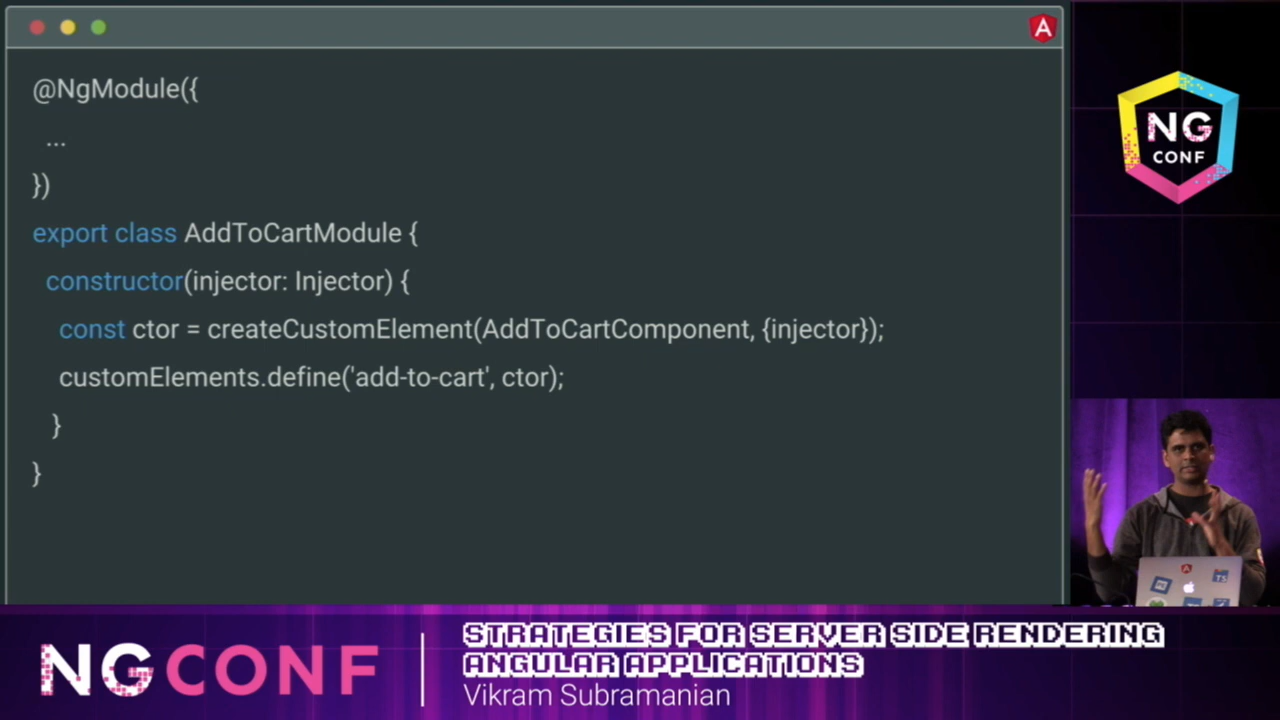 @NgModule({
...
})
export class AddToCartModule {
constructor(injector: Injector) {
const ctor = createCustomElement(AddToCartComponent, {injector});
customElements.define('add-to-cart', ctor);
}
}
A
NG
CONF
TS
NGCONF
STRATEGIES FOR SERVER SIDE RENDERING
ANGULAR APPLICATIONS
Vikram Subramanian